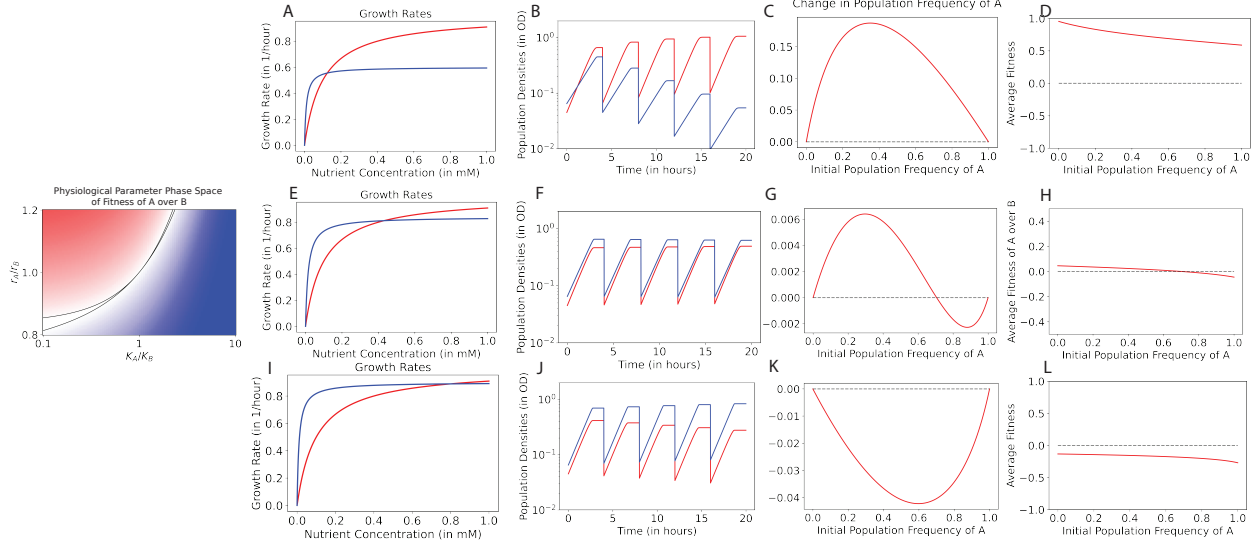 A
Growth Rates
Growth Rate (in 1/hour)
0.8
0.6
0.4
0.2
0.0
0.0 0.2 0.4 0.6 0.8 1.0
Nutrient Concentration (in mM)
B
Population Densities (in OD)
10⁰
10⁻¹
10⁻²
0 5 10 15 20
Time (in hours)
C
Change in Population Frequency of A
0.15
0.10
0.05
0.00
0.0 0.2 0.4 0.6 0.8 1.0
Initial Population Frequency of A
D
Average Fitness
1.0
0.5
0.0
−0.5
−1.0
0.0 0.2 0.4 0.6 0.8 1.0
Initial Population Frequency of A
Physiological Parameter Phase Space
of Fitness of A over B
r_A/r_B
1.2
1.0
0.8
0.1 1 10
K_A/K_B
E
Growth Rates
Growth Rate (in 1/hour)
0.8
0.6
0.4
0.2
0.0
0.0 0.2 0.4 0.6 0.8 1.0
Nutrient Concentration (in mM)
F
Population Densities (in OD)
10⁰
10⁻¹
10⁻²
0 5 10 15 20
Time (in hours)
G
0.006
0.004
0.002
0.000
−0.002
0.0 0.2 0.4 0.6 0.8 1.0
Initial Population Frequency of A
H
Average Fitness of A over B
0.4
0.2
0.0
−0.2
−0.4
0.0 0.2 0.4 0.6 0.8 1.0
Initial Population Frequency of A
I
Growth Rates
Growth Rate (in 1/hour)
0.8
0.6
0.4
0.2
0.0
0.0 0.2 0.4 0.6 0.8 1.0
Nutrient Concentration (in mM)
J
Population Densities (in OD)
10⁰
10⁻¹
10⁻²
0 5 10 15 20
Time (in hours)
K
0.00
−0.01
−0.02
−0.03
−0.04
0.0 0.2 0.4 0.6 0.8 1.0
Initial Population Frequency of A
L
Average Fitness
1.0
0.5
0.0
−0.5
−1.0
0.0 0.2 0.4 0.6 0.8 1.0
Initial Population Frequency of A